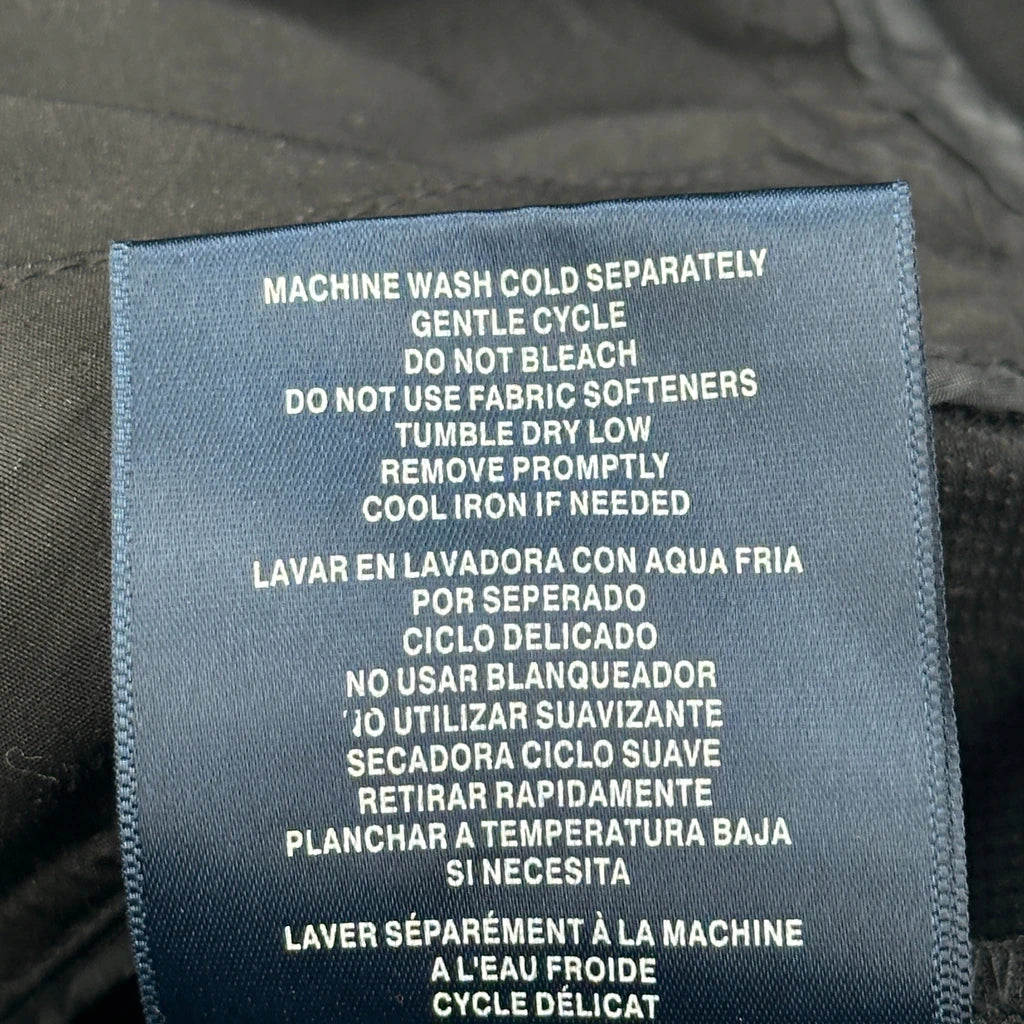 MACHINE WASH COLD SEPARATELY
GENTLE CYCLE
DO NOT BLEACH
DO NOT USE FABRIC SOFTENERS
TUMBLE DRY LOW
REMOVE PROMPTLY
COOL IRON IF NEEDED
LAVAR EN LAVADORA CON AQUA FRIA
POR SEPERADO
CICLO DELICADO
NO USAR BLANQUEADOR
NO UTILIZAR SUAVIZANTE
SECADORA CICLO SUAVE
RETIRAR RAPIDAMENTE
PLANCHAR A TEMPERATURA BAJA
SI NECESITA
LAVER SÉPARÉMENT À LA MACHINE
A L'EAU FROIDE
CYCLE DÉLICAT